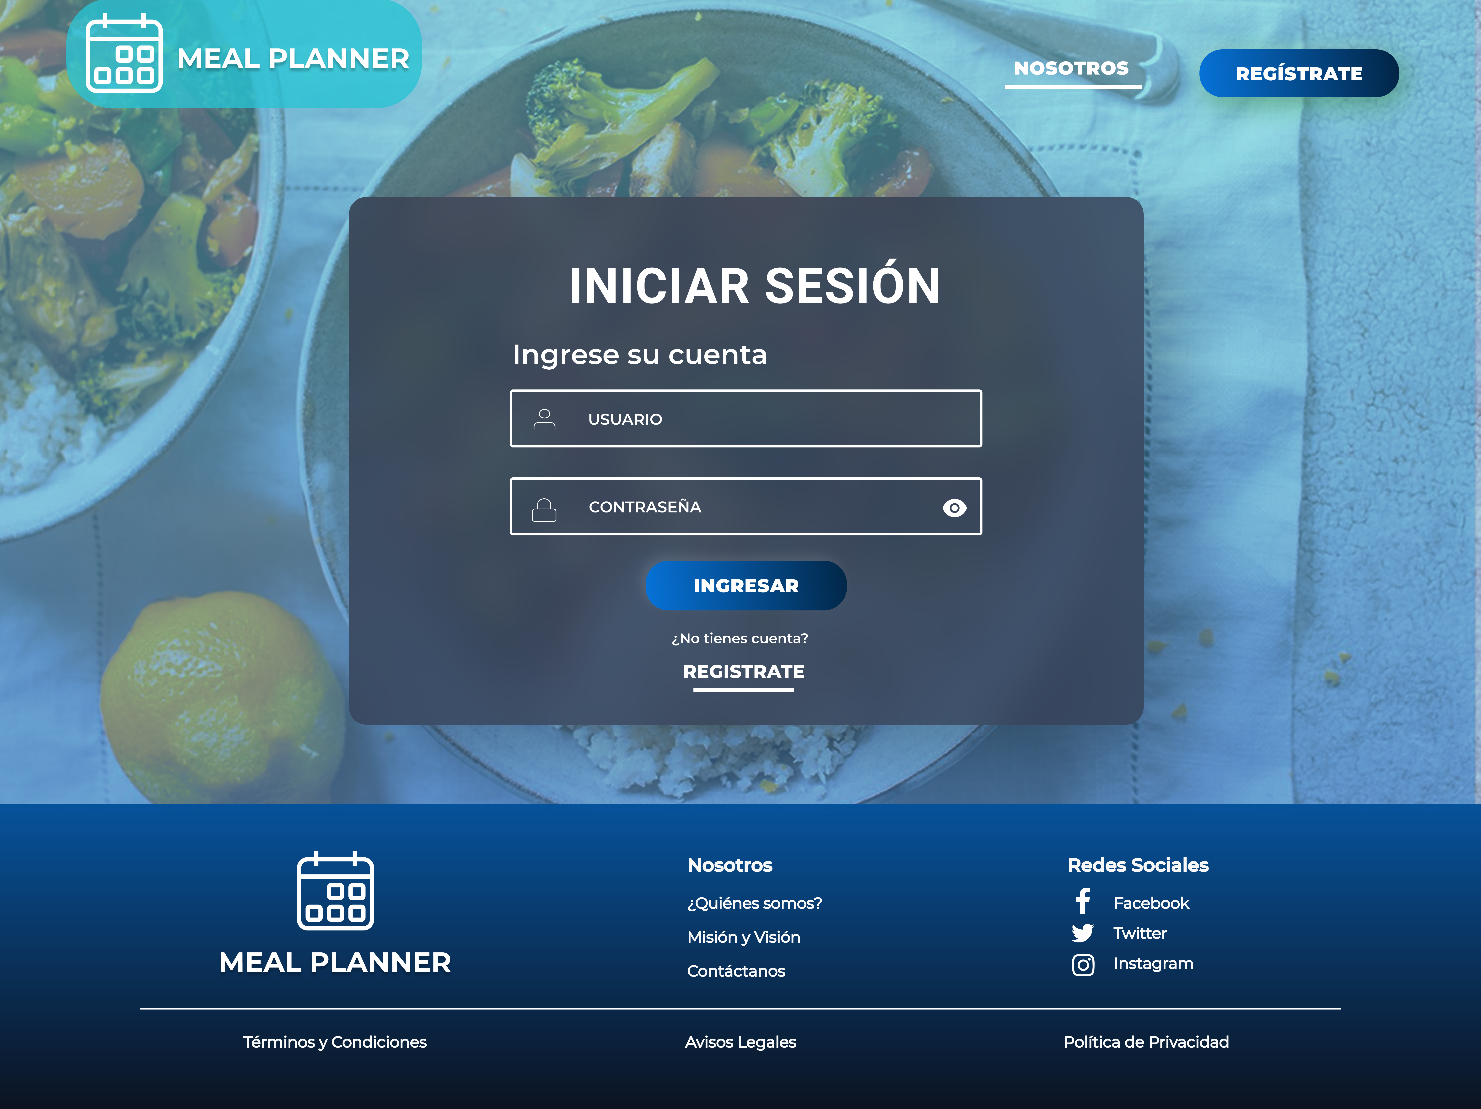 MEAL PLANNER
NOSOTROS
REGÍSTRATE
INICIAR SESIÓN
Ingrese su cuenta
USUARIO
CONTRASEÑA
INGRESAR
¿No tienes cuenta?
REGISTRATE
MEAL PLANNER
Nosotros
¿Quiénes somos?
Misión y Visión
Contáctanos
Redes Sociales
Facebook
Twitter
Instagram
Términos y Condiciones
Avisos Legales
Política de Privacidad